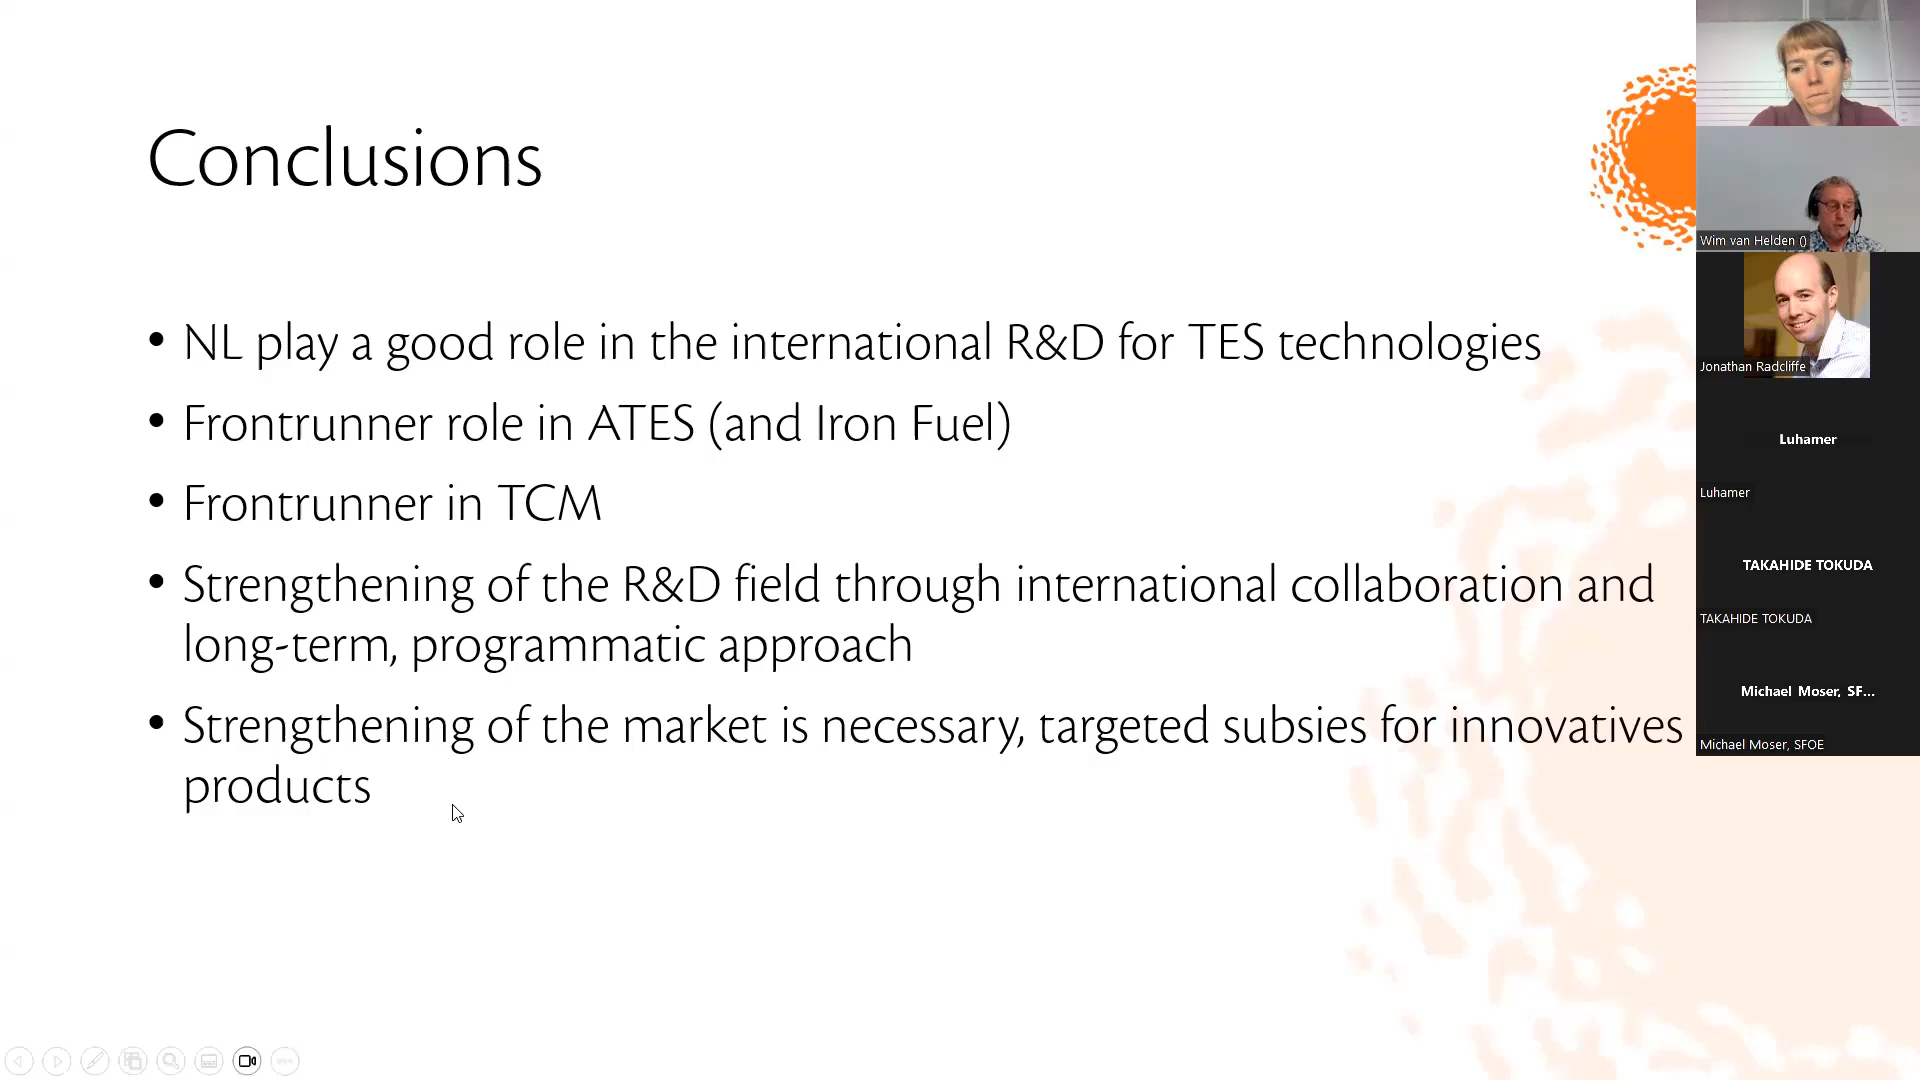 Conclusions
• NL play a good role in the international R&D for TES technologies
• Frontrunner role in ATES (and Iron Fuel)
• Frontrunner in TCM
• Strengthening of the R&D field through international collaboration and
long-term, programmatic approach
• Strengthening of the market is necessary, targeted subsies for innovatives
products
Wim van Helden ()
Jonathan Radcliffe
Luhamer
Luhamer
TAKAHIDE TOKUDA
TAKAHIDE TOKUDA
Michael Moser, SF...
Michael Moser, SFOE